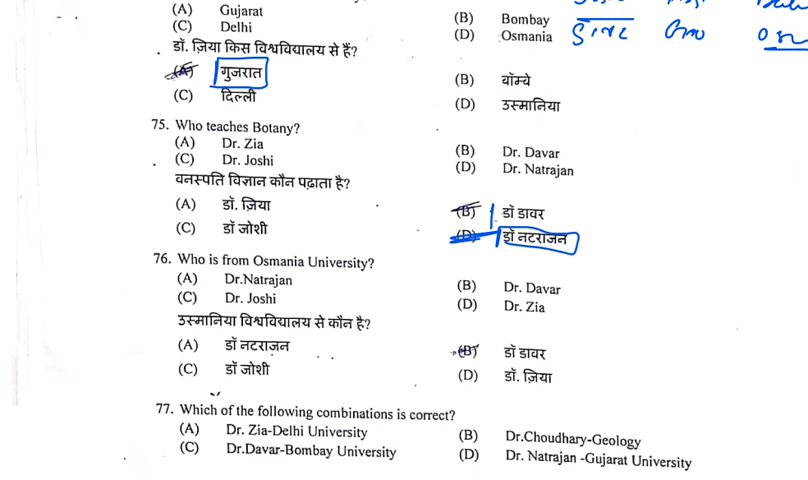 (A) Gujarat (B) Bombay
(C) Delhi (D) Osmania
डॉ. ज़िया किस विश्वविद्यालय से हैं?
(A) गुजरात (B) बॉम्बे
(C) दिल्ली (D) उस्मानिया
75. Who teaches Botany?
(A) Dr. Zia (B) Dr. Davar
(C) Dr. Joshi (D) Dr. Natrajan
वनस्पति विज्ञान कौन पढ़ाता है?
(A) डॉ. ज़िया (B) डॉ डावर
(C) डॉ जोशी (D) डॉ नटराजन
76. Who is from Osmania University?
(A) Dr.Natrajan (B) Dr. Davar
(C) Dr. Joshi (D) Dr. Zia
उस्मानिया विश्वविद्यालय से कौन है?
(A) डॉ नटराजन (B) डॉ डावर
(C) डॉ जोशी (D) डॉ. ज़िया
77. Which of the following combinations is correct?
(A) Dr. Zia-Delhi University (B) Dr.Choudhary-Geology
(C) Dr.Davar-Bombay University (D) Dr. Natrajan -Gujarat University